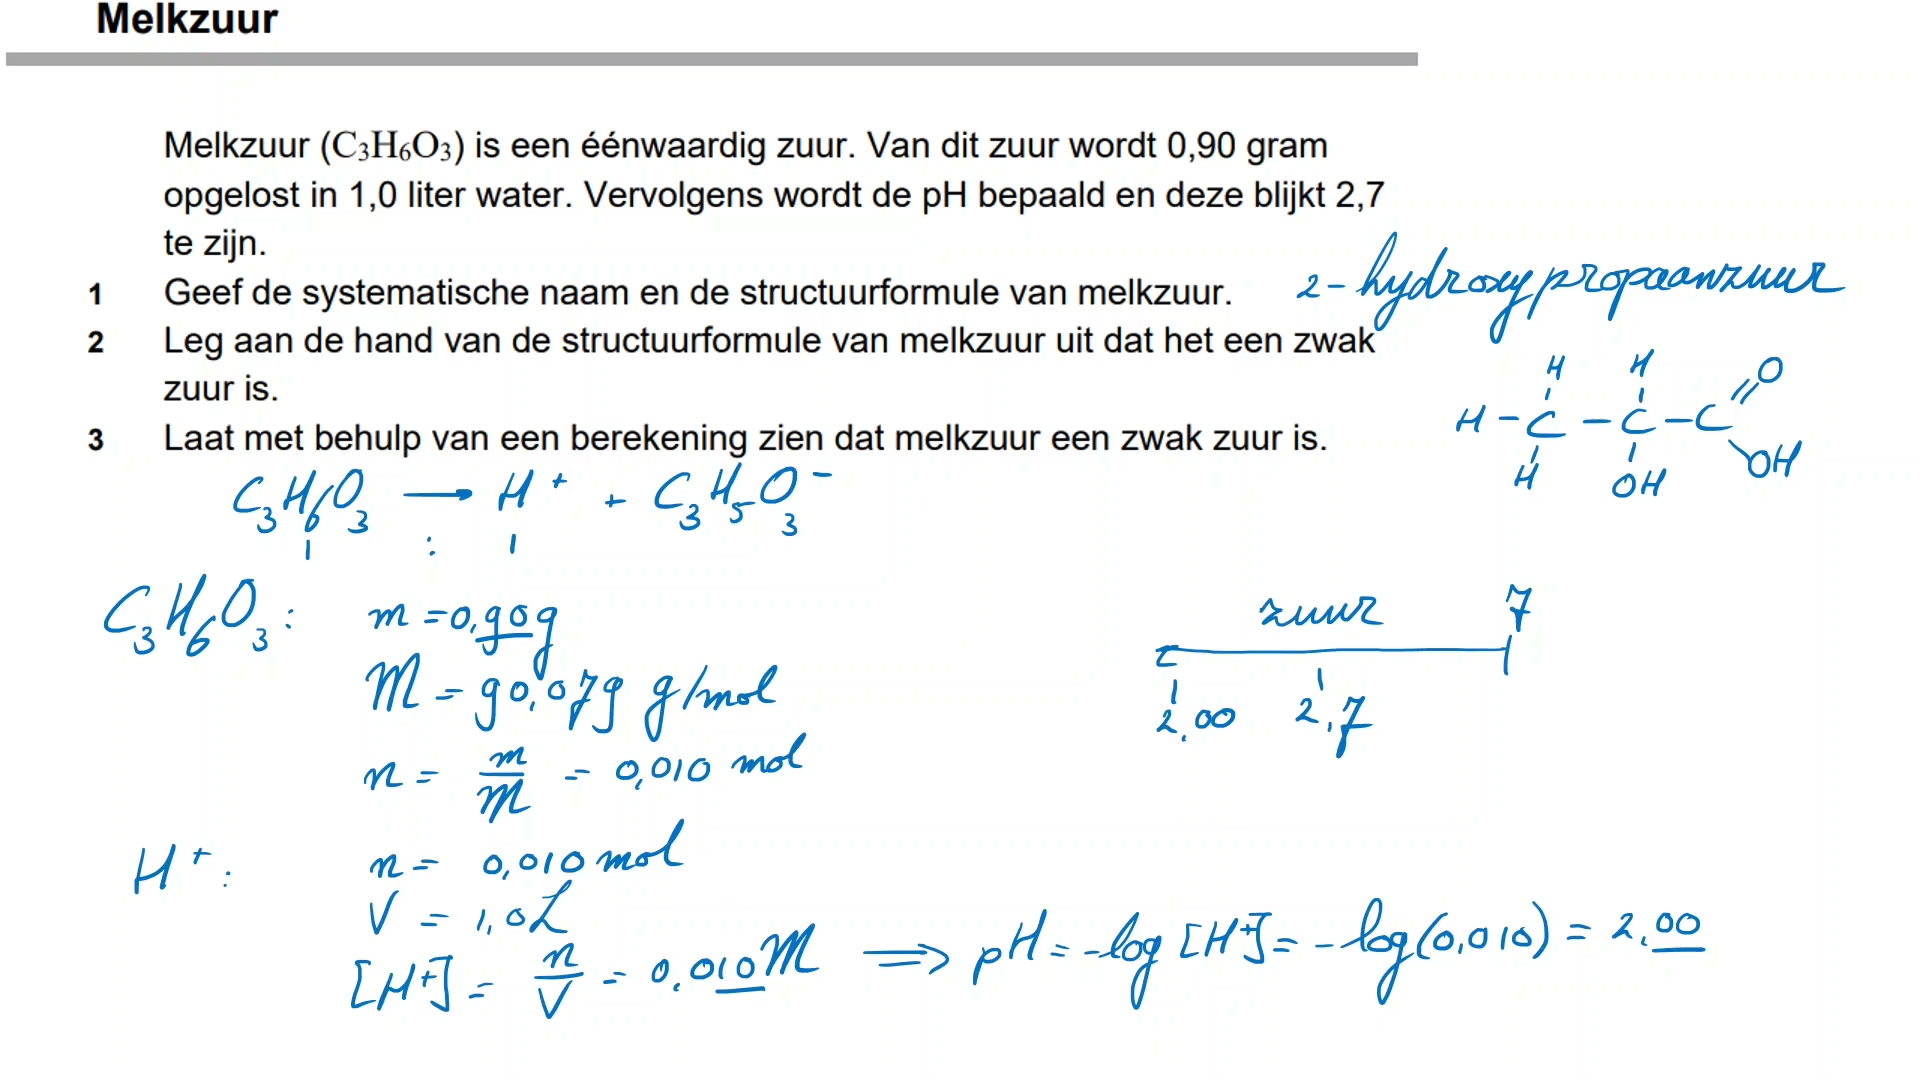 Melkzuur
Melkzuur (C₃H₆O₃) is een éénwaardig zuur. Van dit zuur wordt 0,90 gram
opgelost in 1,0 liter water. Vervolgens wordt de pH bepaald en deze blijkt 2,7
te zijn.
1 Geef de systematische naam en de structuurformule van melkzuur.
2-hydroxypropaanzuur
2 Leg aan de hand van de structuurformule van melkzuur uit dat het een zwak
zuur is.
3 Laat met behulp van een berekening zien dat melkzuur een zwak zuur is.
H H O
H - C - C - C
H OH OH
C₃H₆O₃ → H⁺ + C₃H₅O₃⁻
1 : 1
C₃H₆O₃: m = 0,90 g
M = 90,079 g/mol
n = m/M = 0,010 mol
zuur 7
2,00 2,7
H⁺: n = 0,010 mol
V = 1,0 L
[H⁺] = n/V = 0,010 M ⟹ pH = -log [H⁺] = -log(0,010) = 2,00